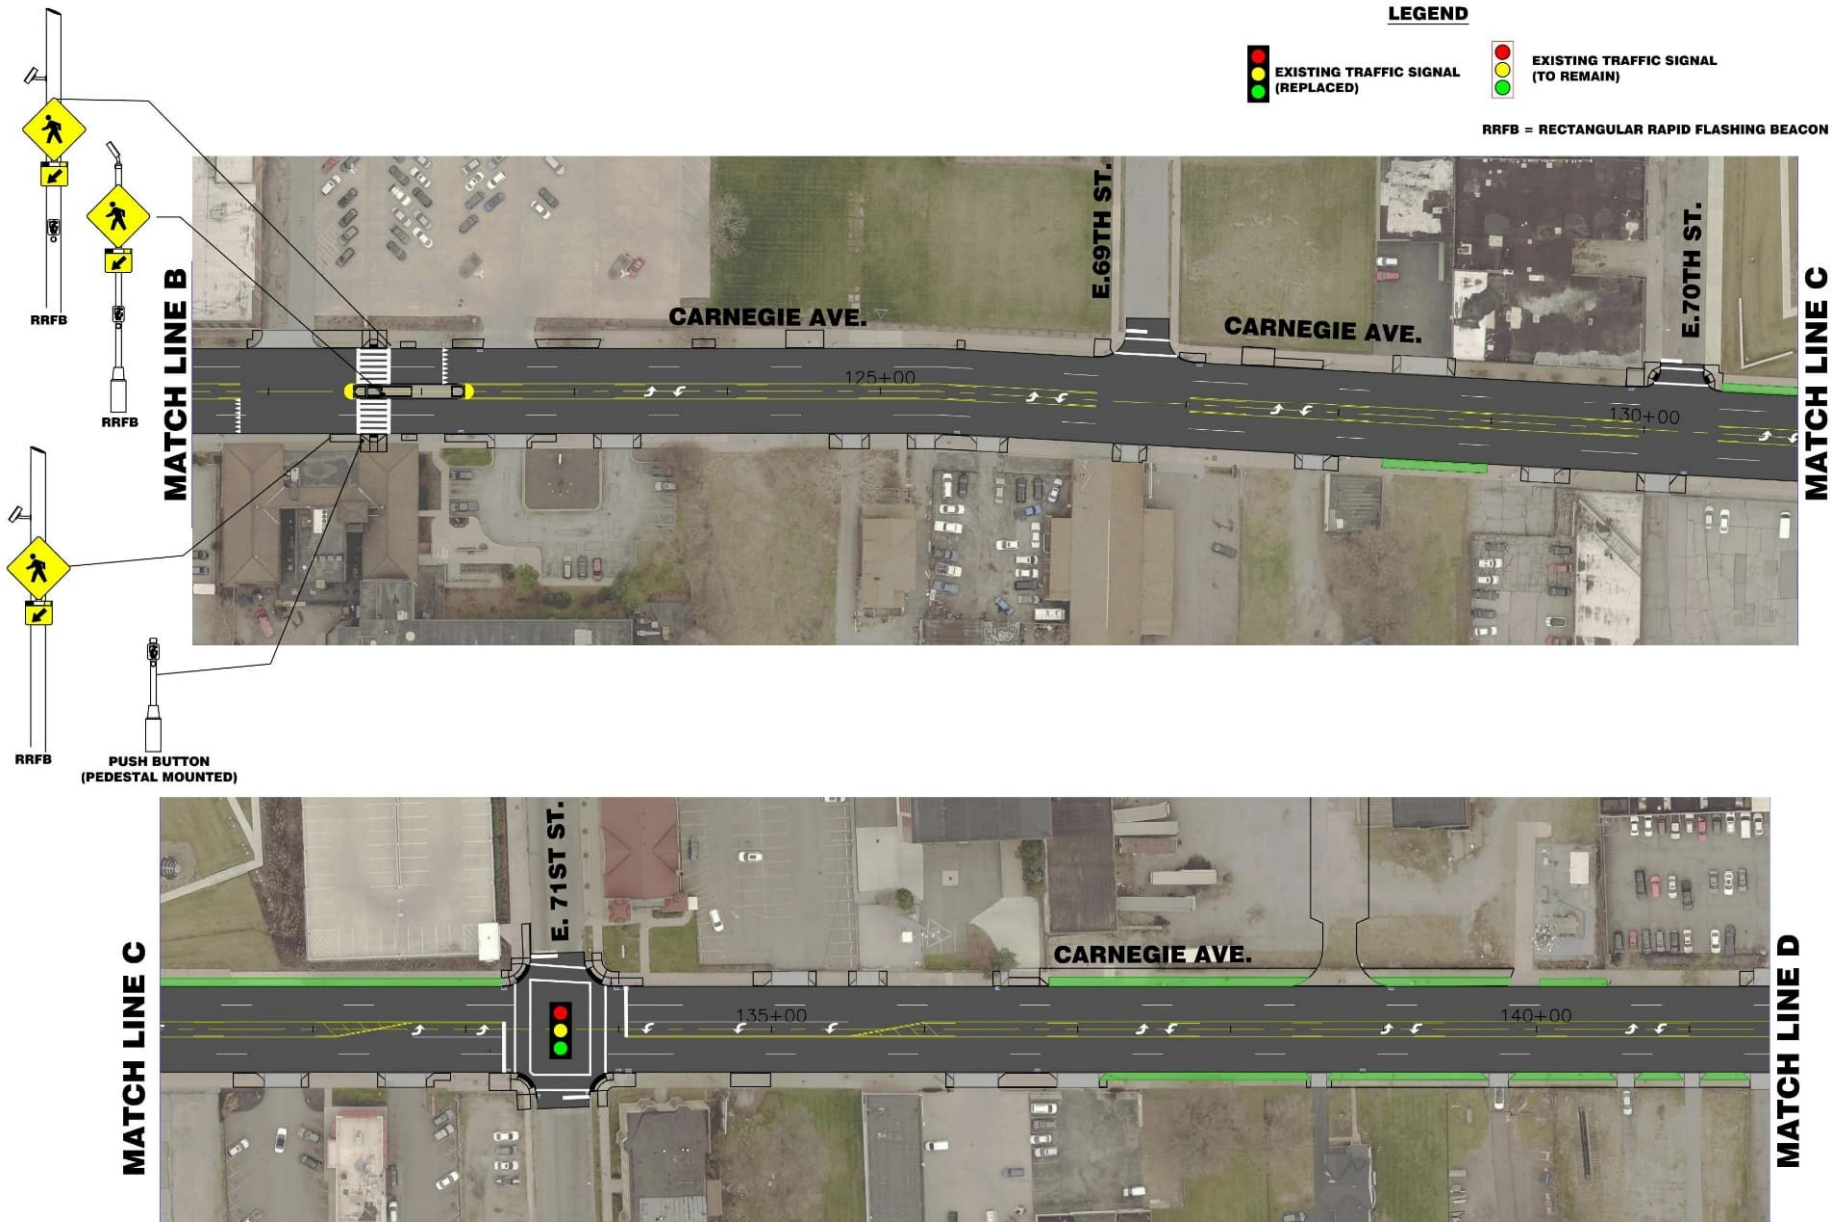 LEGEND
EXISTING TRAFFIC SIGNAL
(REPLACED)
EXISTING TRAFFIC SIGNAL
(TO REMAIN)
RRFB = RECTANGULAR RAPID FLASHING BEACON
RRFB
RRFB
RRFB
PUSH BUTTON
(PEDESTAL MOUNTED)
MATCH LINE B
CARNEGIE AVE.
E.69TH ST.
CARNEGIE AVE.
E.70TH ST.
125+00
130+00
MATCH LINE C
MATCH LINE C
E. 71ST ST.
CARNEGIE AVE.
135+00
140+00
MATCH LINE D